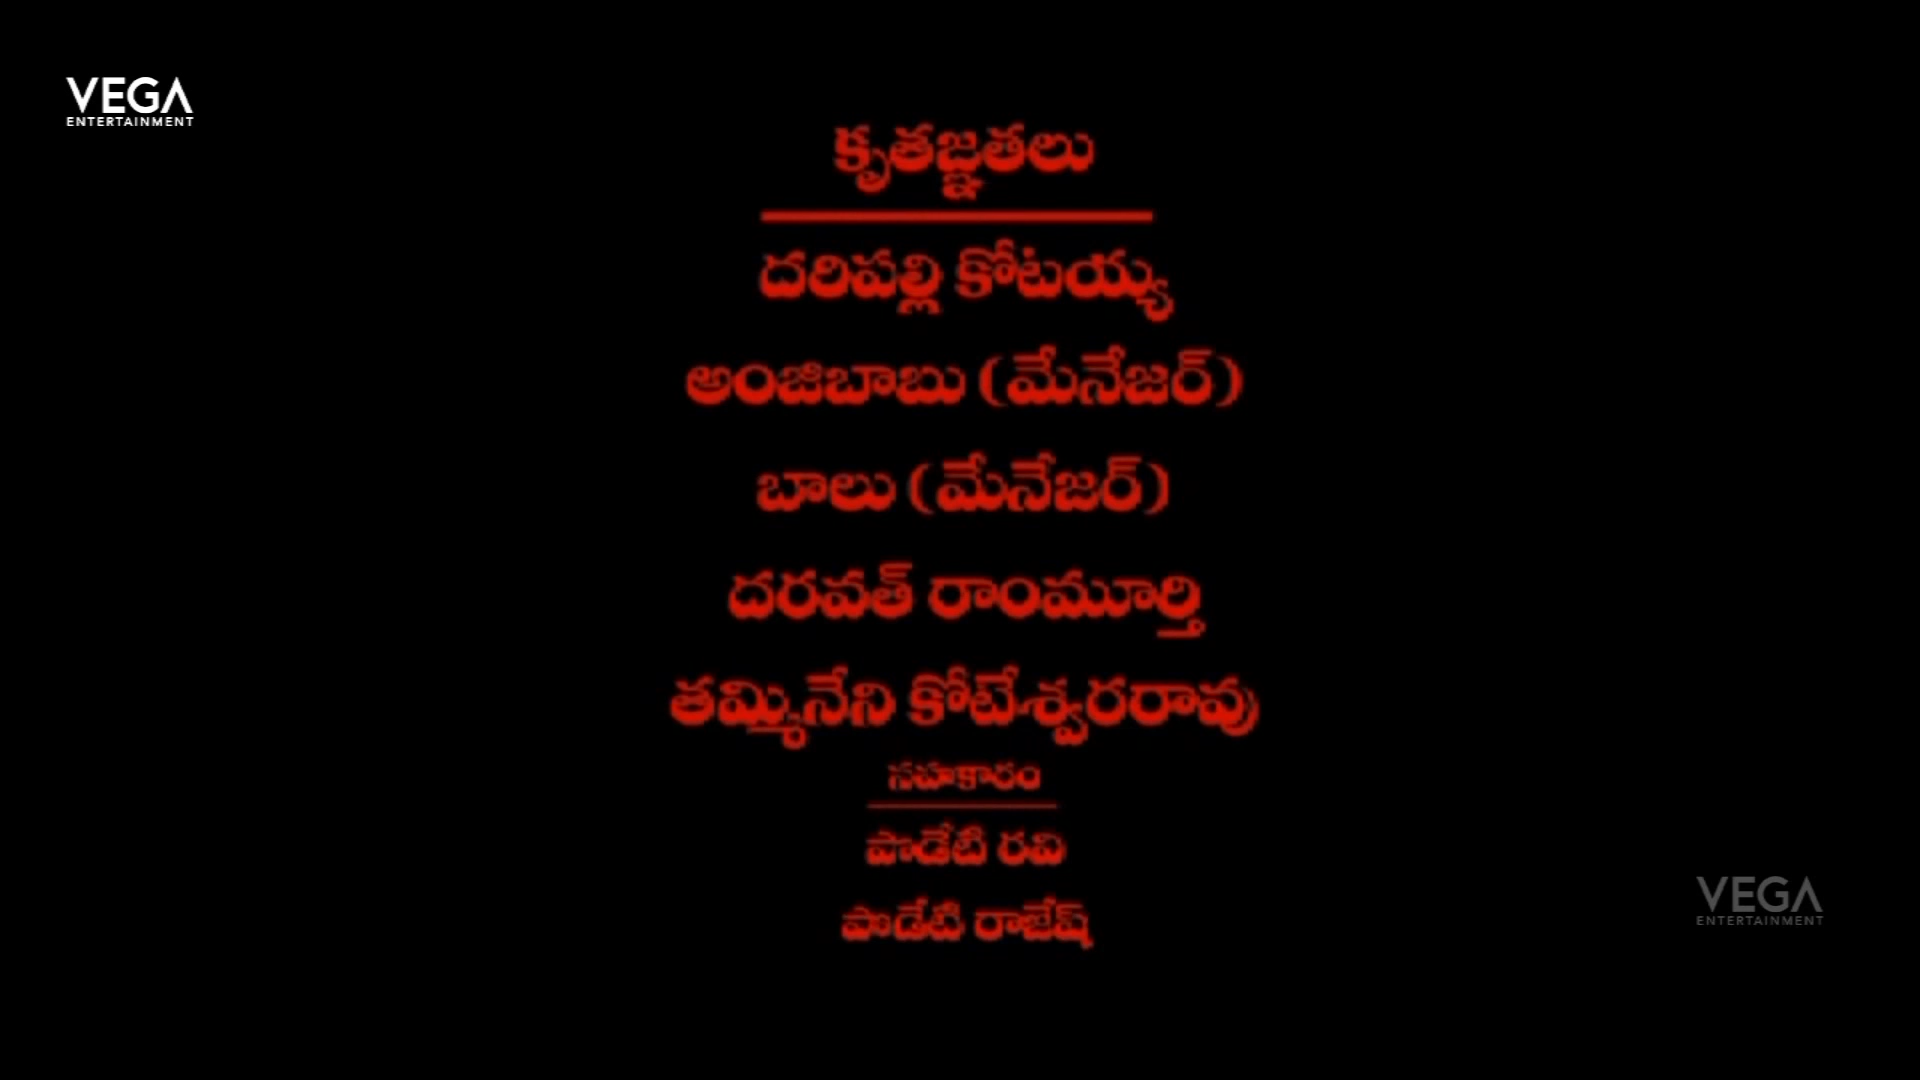 VEGA
ENTERTAINMENT
కృతజ్ఞతలు
దరిపల్లి కోటయ్య
అంజిబాబు (మేనేజర్)
బాలు (మేనేజర్)
దరవత్ రాంమూర్తి
తమ్మినేని కోటేశ్వరరావు
సహకారం
పాడేటి రవి
పాడేటి రాజేష్
VEGA
ENTERTAINMENT